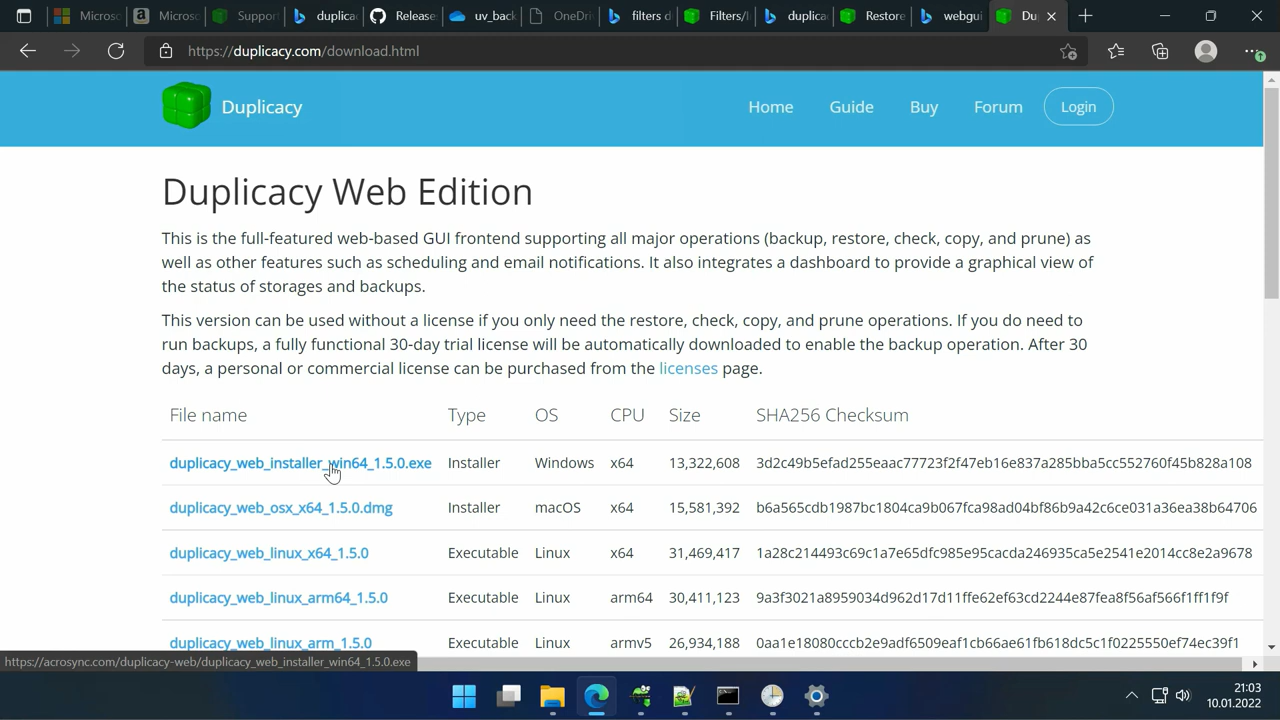 Microso
Microso
Support
duplicac
Release
uv_back
OneDriv
filters d
Filters/I
duplicac
Restore
webgui
Du
https://duplicacy.com/download.html
Duplicacy
Home
Guide
Buy
Forum
Login
Duplicacy Web Edition
This is the full-featured web-based GUI frontend supporting all major operations (backup, restore, check, copy, and prune) as
well as other features such as scheduling and email notifications. It also integrates a dashboard to provide a graphical view of
the status of storages and backups.
This version can be used without a license if you only need the restore, check, copy, and prune operations. If you do need to
run backups, a fully functional 30-day trial license will be automatically downloaded to enable the backup operation. After 30
days, a personal or commercial license can be purchased from the licenses page.
File name Type OS CPU Size SHA256 Checksum
duplicacy_web_installer_win64_1.5.0.exe Installer Windows x64 13,322,608 3d2c49b5efad255eaac77723f2f47eb16e837a285bba5cc552760f45b828a108
duplicacy_web_osx_x64_1.5.0.dmg Installer macOS x64 15,581,392 b6a565cdb1987bc1804ca9b067fca98ad04bf86b9a42c6ce031a36ea38b64706
duplicacy_web_linux_x64_1.5.0 Executable Linux x64 31,469,417 1a28c214493c69c1a7e65dfc985e95cacda246935ca5e2541e2014cc8e2a9678
duplicacy_web_linux_arm64_1.5.0 Executable Linux arm64 30,411,123 9a3f3021a8959034d962d17d11ffe62ef63cd2244e87fea8f56af566f1ff1f9f
duplicacy_web_linux_arm_1.5.0 Executable Linux armv5 26,934,188 0aa1e18080cccb2e9adf6509eaf1cb66ae61fb618dc5c1f0225550ef74ec39f1
https://acrosync.com/duplicacy-web/duplicacy_web_installer_win64_1.5.0.exe
21:03
10.01.2022